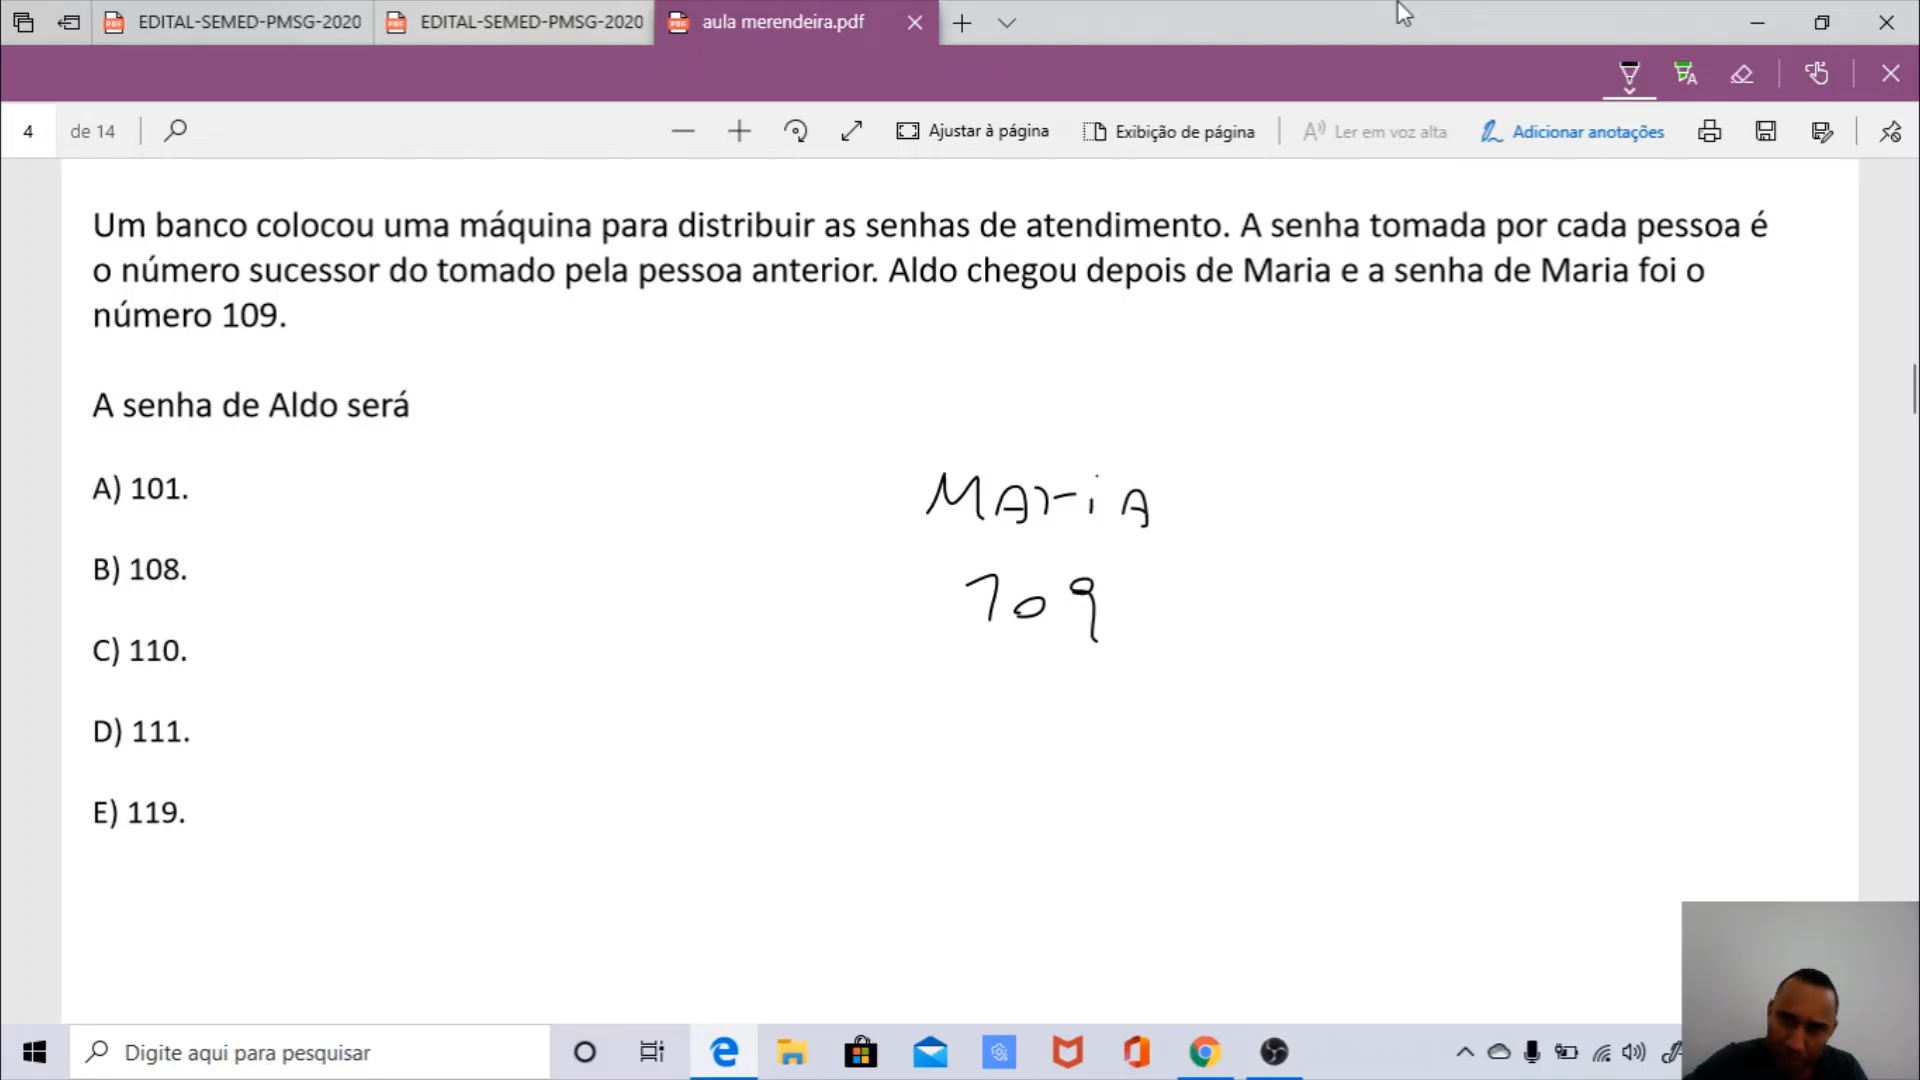 EDITAL-SEMED-PMSG-2020
EDITAL-SEMED-PMSG-2020
aula merendeira.pdf
4 de 14
Ajustar à página
Exibição de página
Ler em voz alta
Adicionar anotações
Um banco colocou uma máquina para distribuir as senhas de atendimento. A senha tomada por cada pessoa é
o número sucessor do tomado pela pessoa anterior. Aldo chegou depois de Maria e a senha de Maria foi o
número 109.
A senha de Aldo será
A) 101.
MAriA
B) 108.
109
C) 110.
D) 111.
E) 119.
Digite aqui para pesquisar